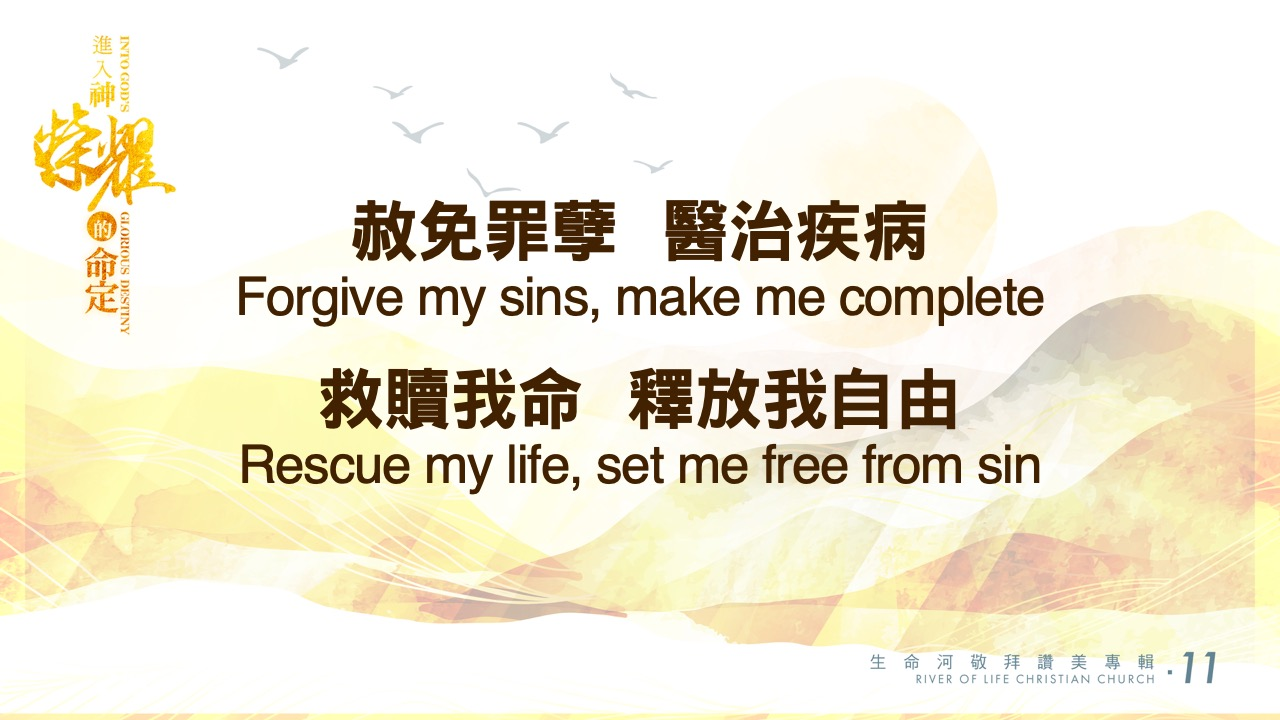 進入神
榮耀
的
命定
INTO GOD'S
GLORIOUS DESTINY
赦免罪孽 醫治疾病
Forgive my sins, make me complete
救贖我命 釋放我自由
Rescue my life, set me free from sin
生命河敬拜讚美專輯
RIVER OF LIFE CHRISTIAN CHURCH
·11